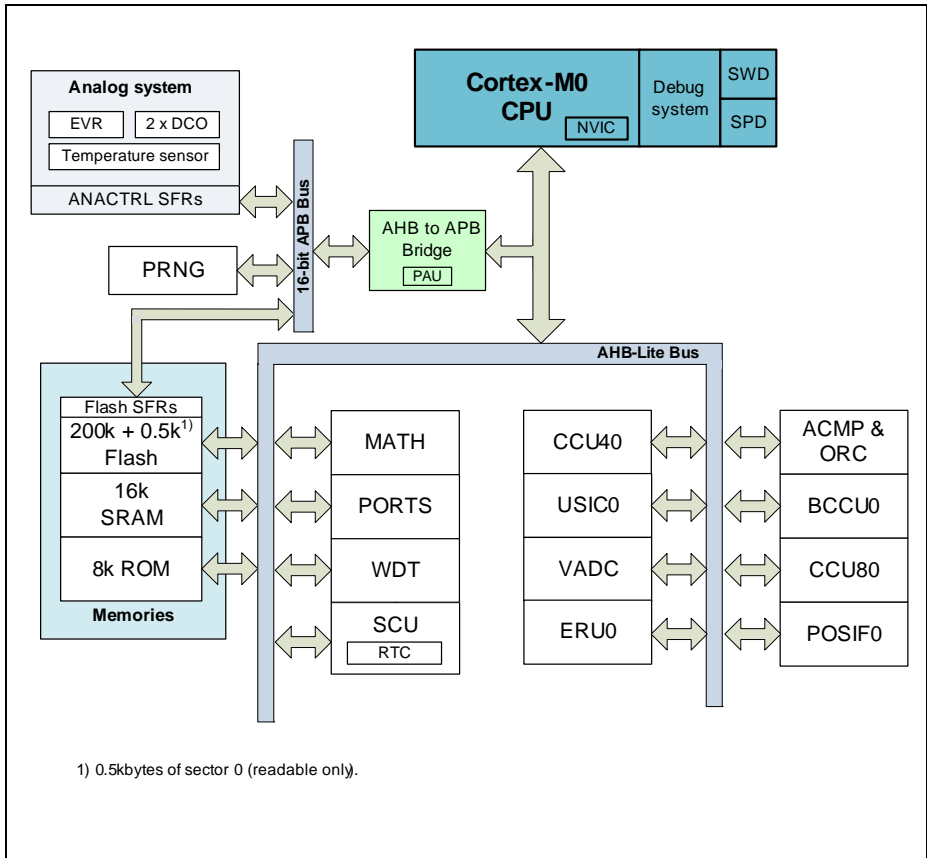 Analog system
EVR
2 x DCO
Temperature sensor
ANACTRL SFRs
PRNG
16-bit APB Bus
AHB to APB
Bridge
PAU
Cortex-M0
CPU
NVIC
Debug
system
SWD
SPD
AHB-Lite Bus
Flash SFRs
200k + 0.5k1)
Flash
16k
SRAM
8k ROM
Memories
MATH
PORTS
WDT
SCU
RTC
CCU40
USIC0
VADC
ERU0
ACMP &
ORC
BCCU0
CCU80
POSIF0
1) 0.5kbytes of sector 0 (readable only).